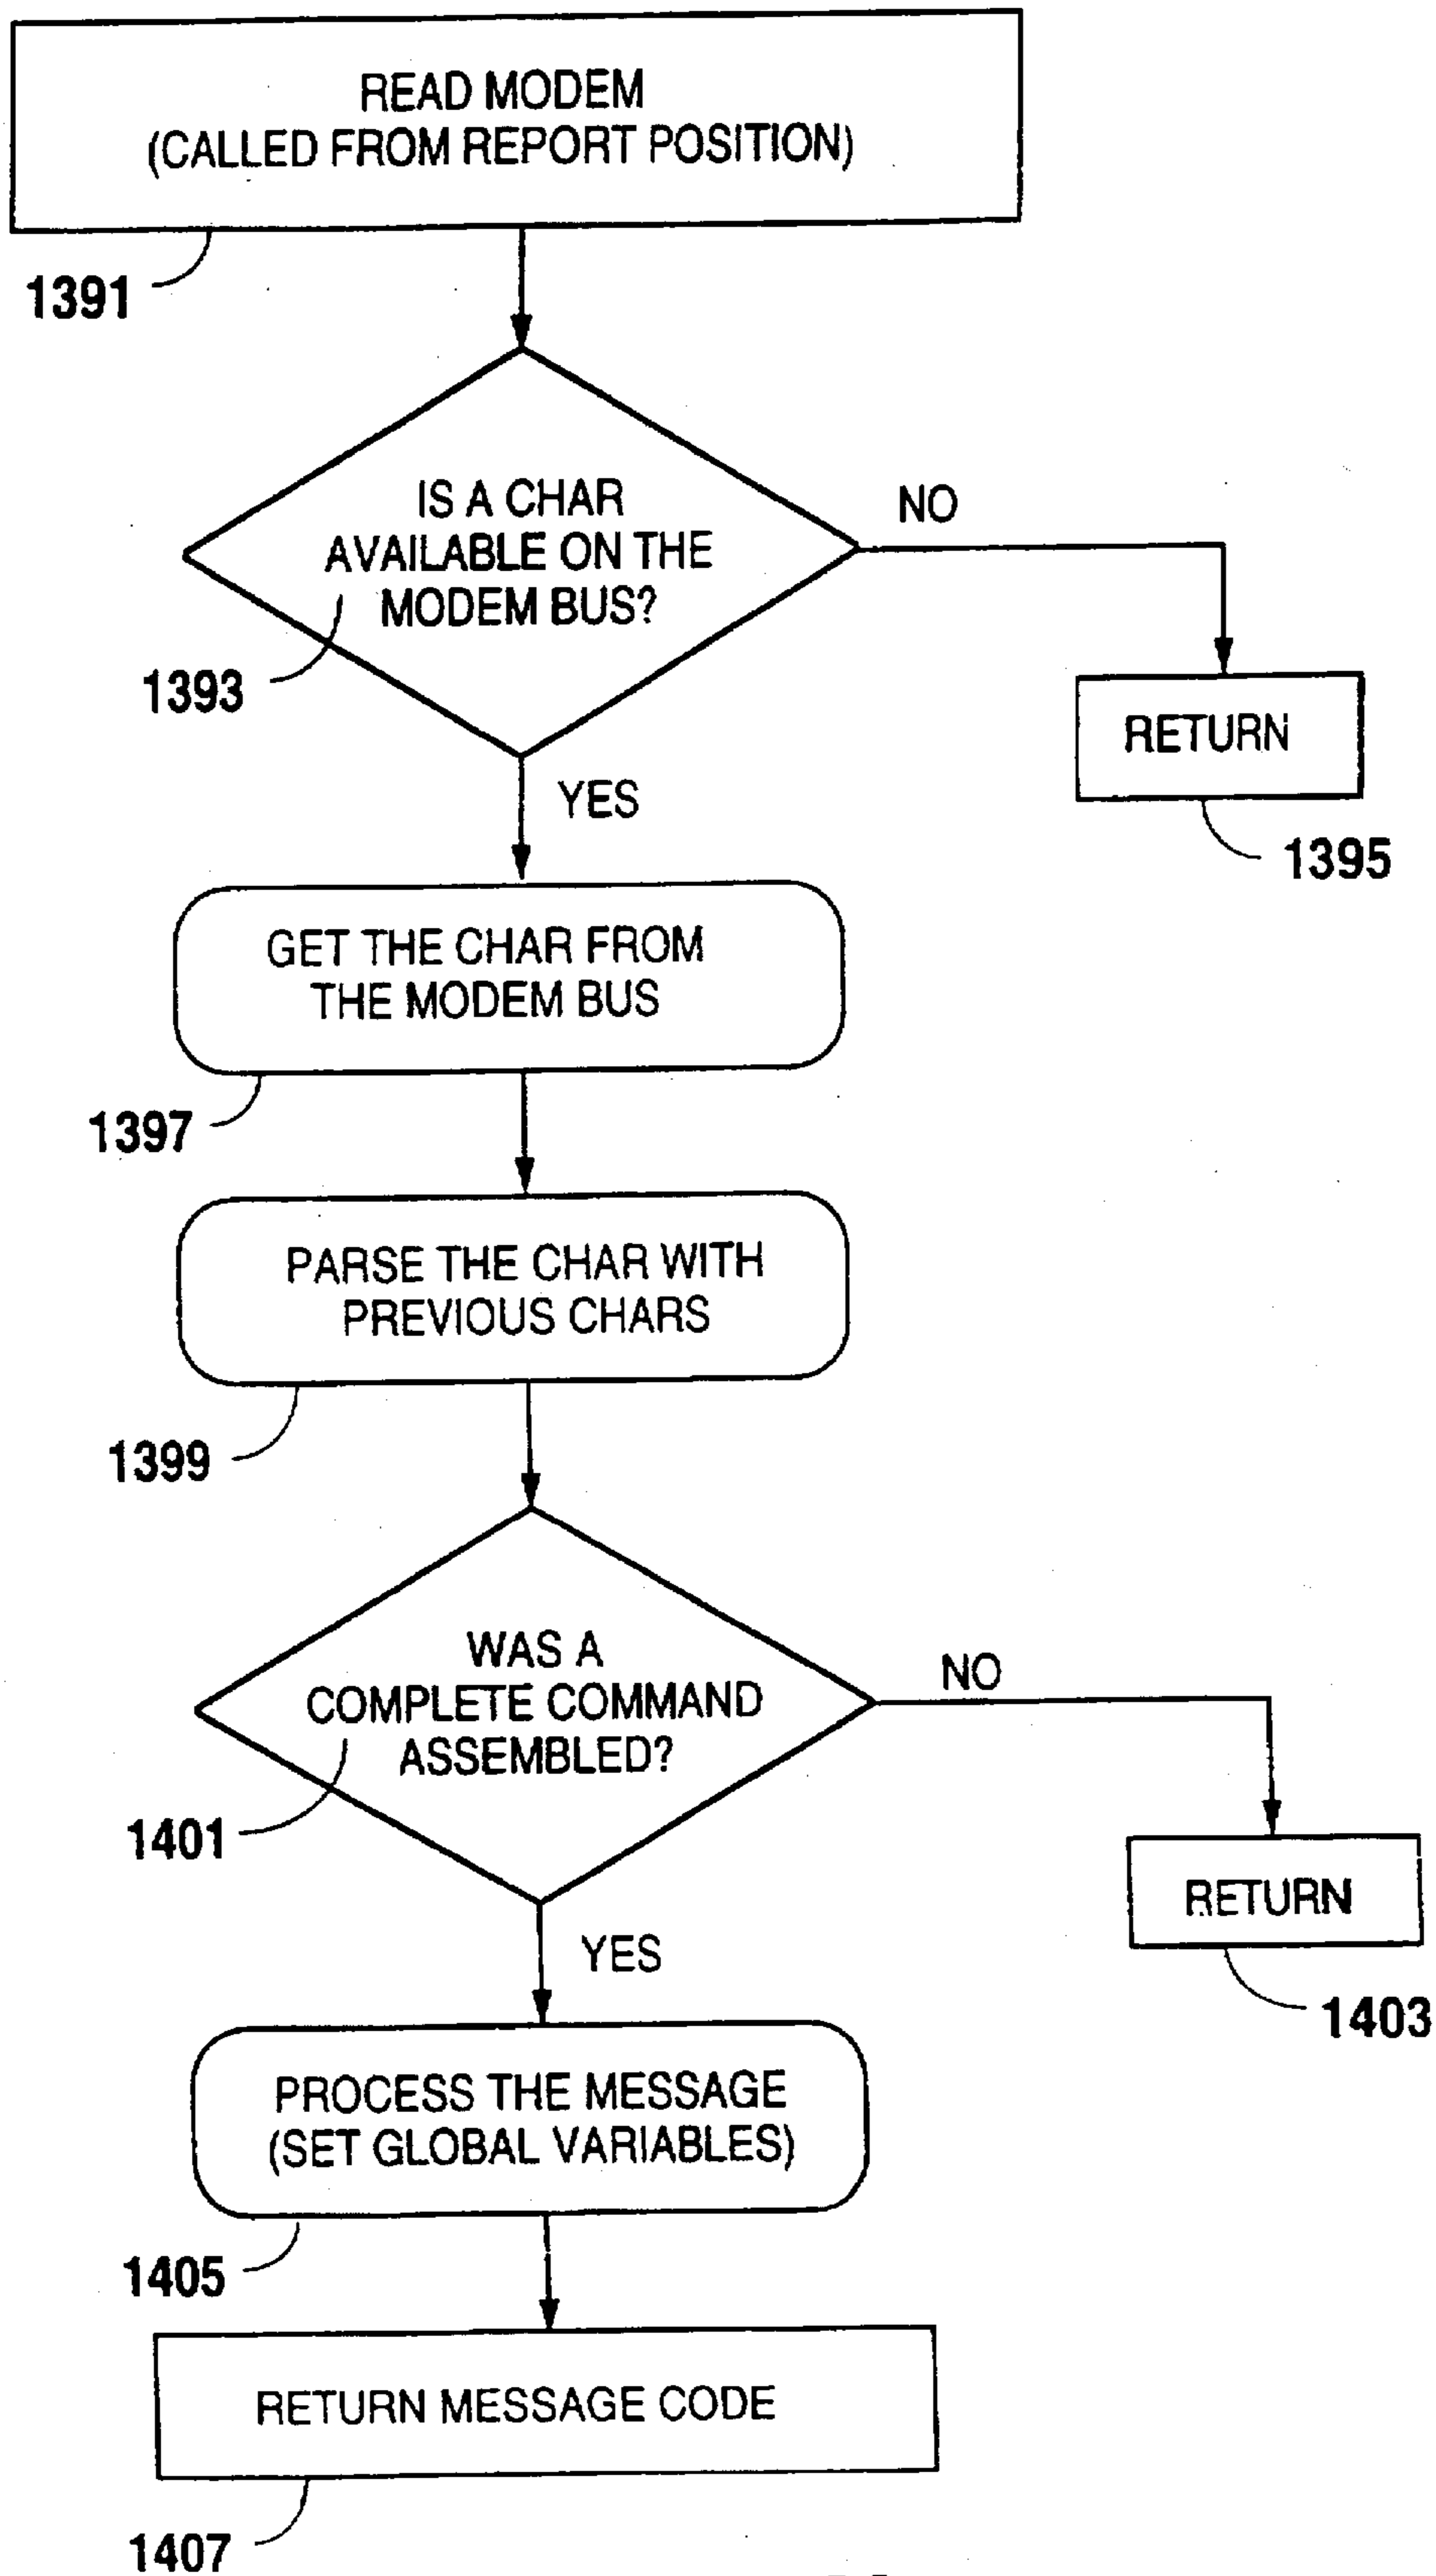 READ MODEM
(CALLED FROM REPORT POSITION)
1391
IS A CHAR
AVAILABLE ON THE
MODEM BUS?
NO
1393
RETURN
YES
1395
GET THE CHAR FROM
THE MODEM BUS
1397
PARSE THE CHAR WITH
PREVIOUS CHARS
1399
WAS A
COMPLETE COMMAND
ASSEMBLED?
NO
1401
RETURN
YES
1403
PROCESS THE MESSAGE
(SET GLOBAL VARIABLES)
1405
RETURN MESSAGE CODE
1407